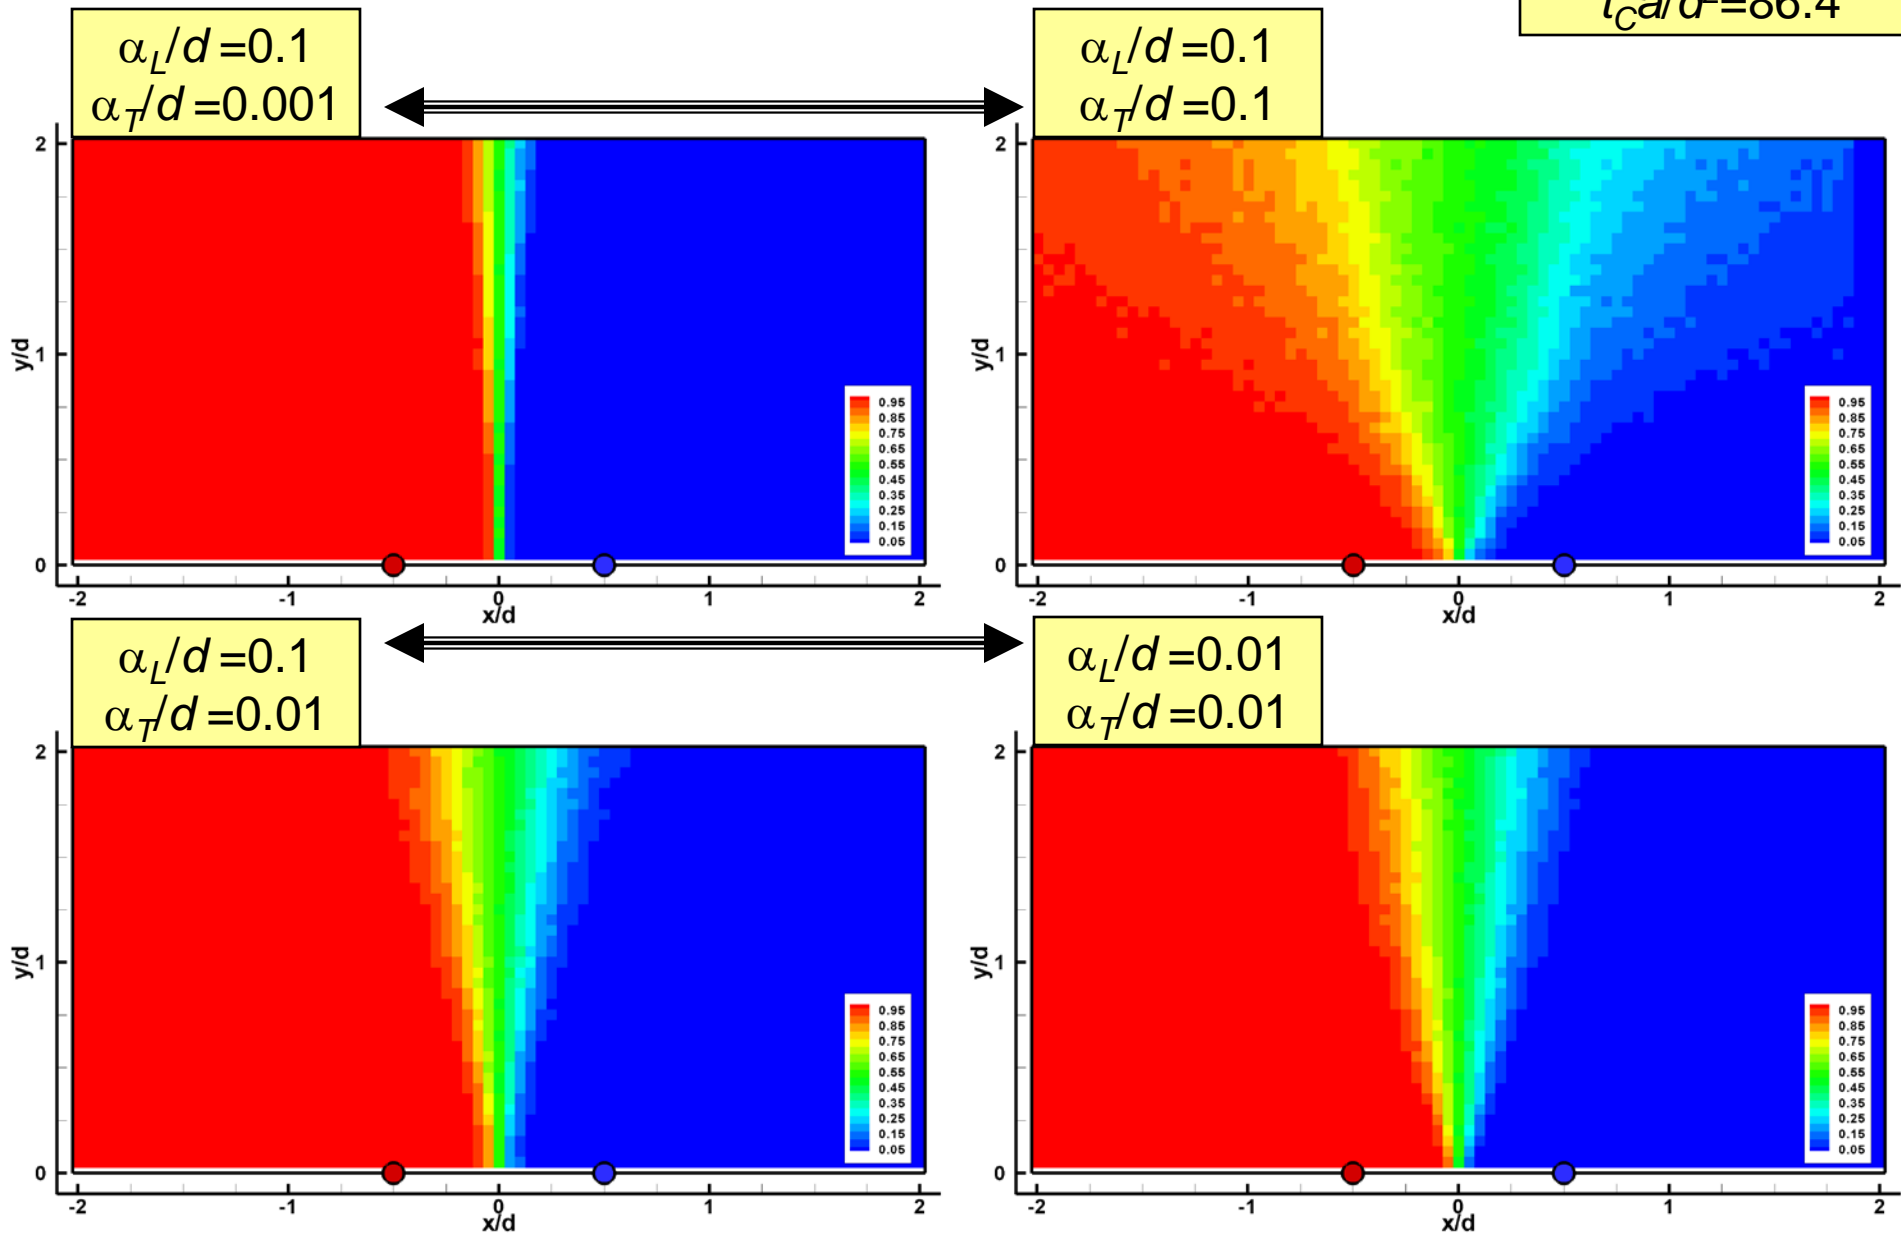 t_C a/d²=86.4
α_L/d =0.1
α_T/d =0.001
α_L/d =0.1
α_T/d =0.1
2
1
0
y/d
-2 -1 0 1 2
x/d
0.95
0.85
0.75
0.65
0.55
0.45
0.35
0.25
0.15
0.05
2
1
0
y/d
-2 -1 0 1 2
x/d
0.95
0.85
0.75
0.65
0.55
0.45
0.35
0.25
0.15
0.05
α_L/d =0.1
α_T/d =0.01
α_L/d =0.01
α_T/d =0.01
2
1
0
y/d
-2 -1 0 1 2
x/d
0.95
0.85
0.75
0.65
0.55
0.45
0.35
0.25
0.15
0.05
2
1
0
y/d
-2 -1 0 1 2
x/d
0.95
0.85
0.75
0.65
0.55
0.45
0.35
0.25
0.15
0.05